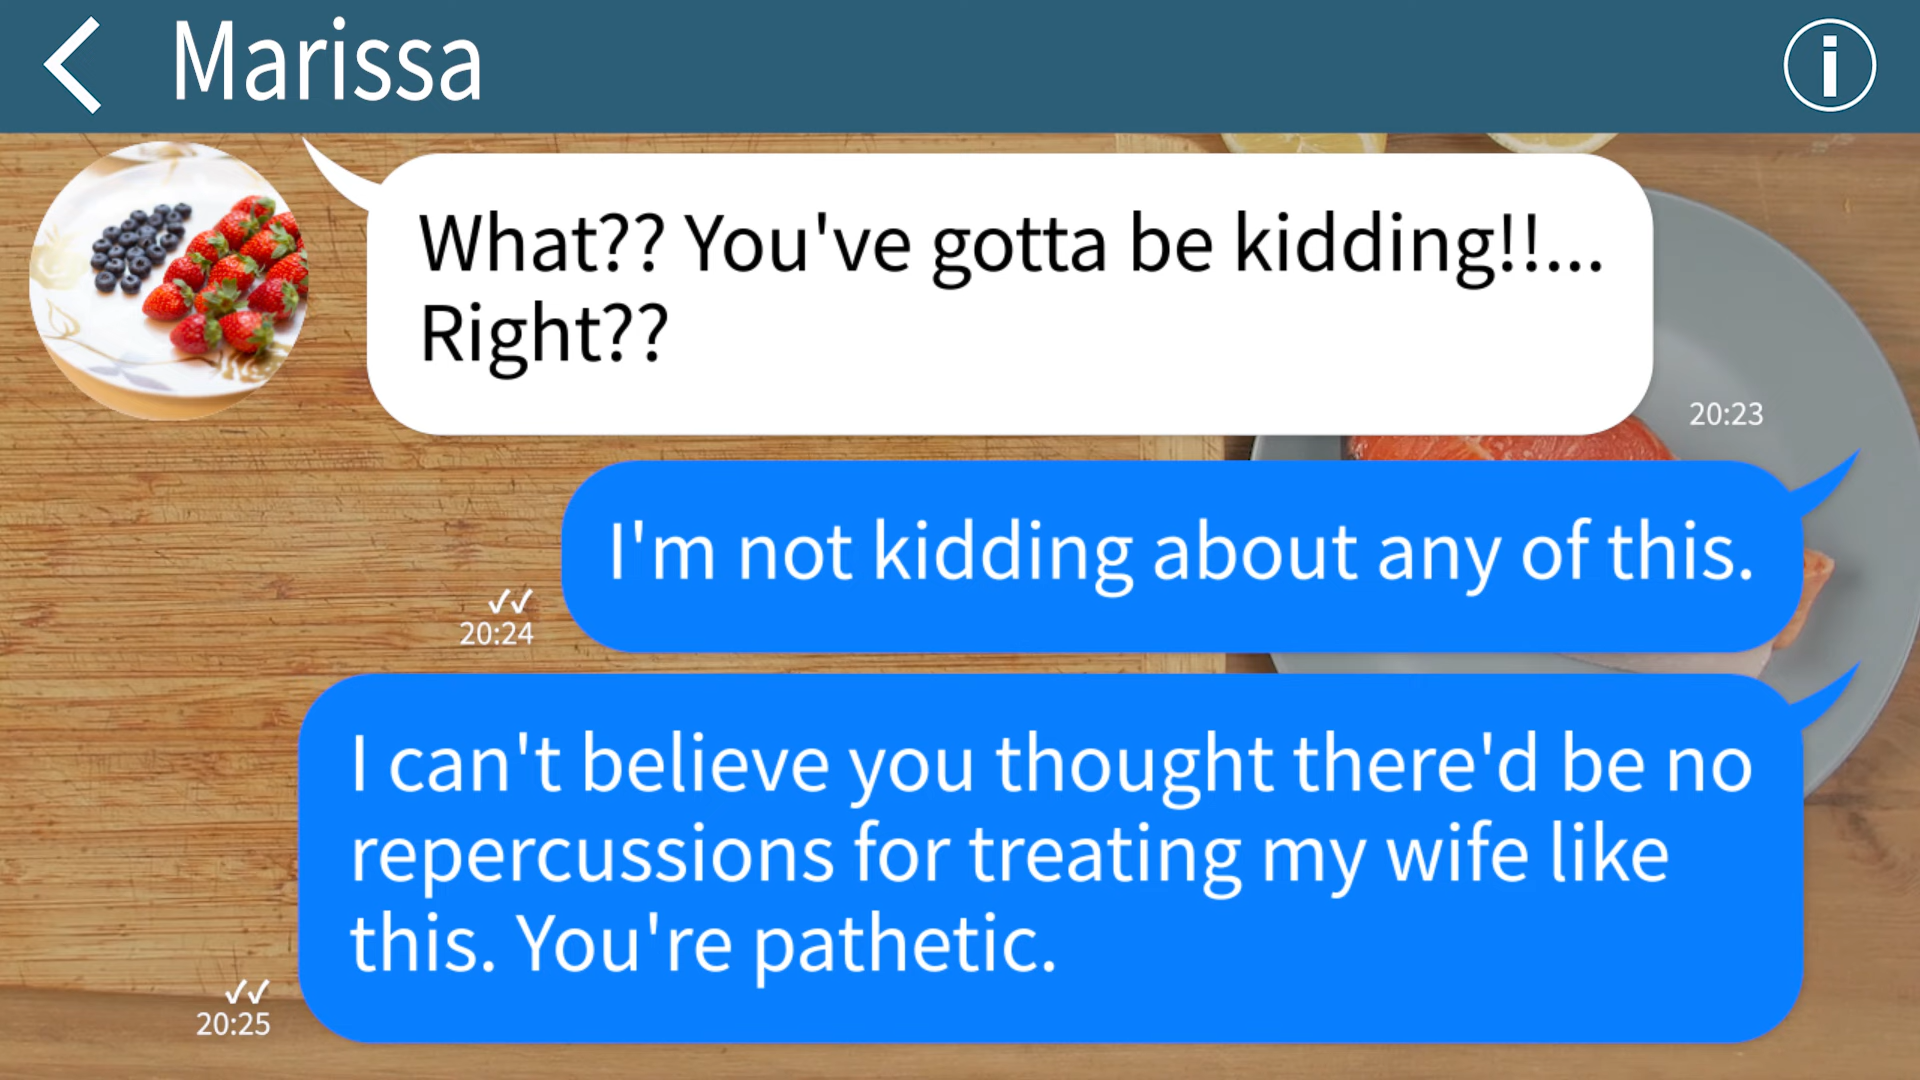 Marissa
What?? You've gotta be kidding!!...
Right??
20:23
I'm not kidding about any of this.
20:24
I can't believe you thought there'd be no
repercussions for treating my wife like
this. You're pathetic.
20:25